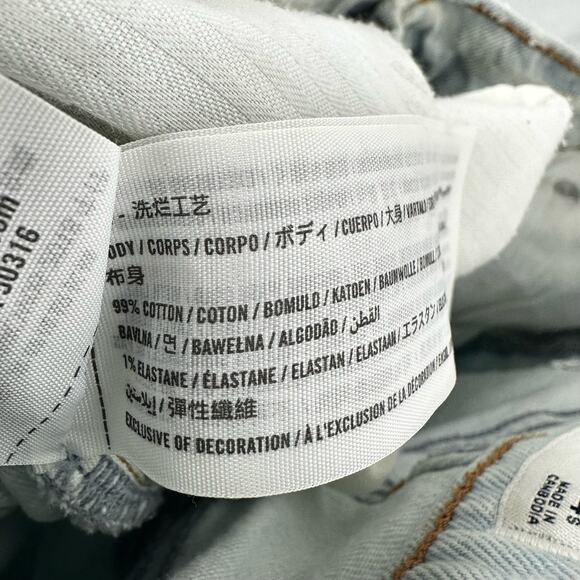 50316
- 洗烂工艺
BODY / CORPS / CORPO / ボディ / CUERPO / 大身 /
布身
99% COTTON / COTON / BOMULD / KATOEN / BAUMWOLLE /
BAVLNA / 면 / BAWEŁNA / ALGODÃO / القطن /
1% ELASTANE / ÉLASTANE / ELASTAN / ELASTAAN / エラスタン /
إيلاستين / 彈性纖維
EXCLUSIVE OF DECORATION / À L'EXCLUSION DE LA DÉCORATION /
MADE IN
CAMBODIA